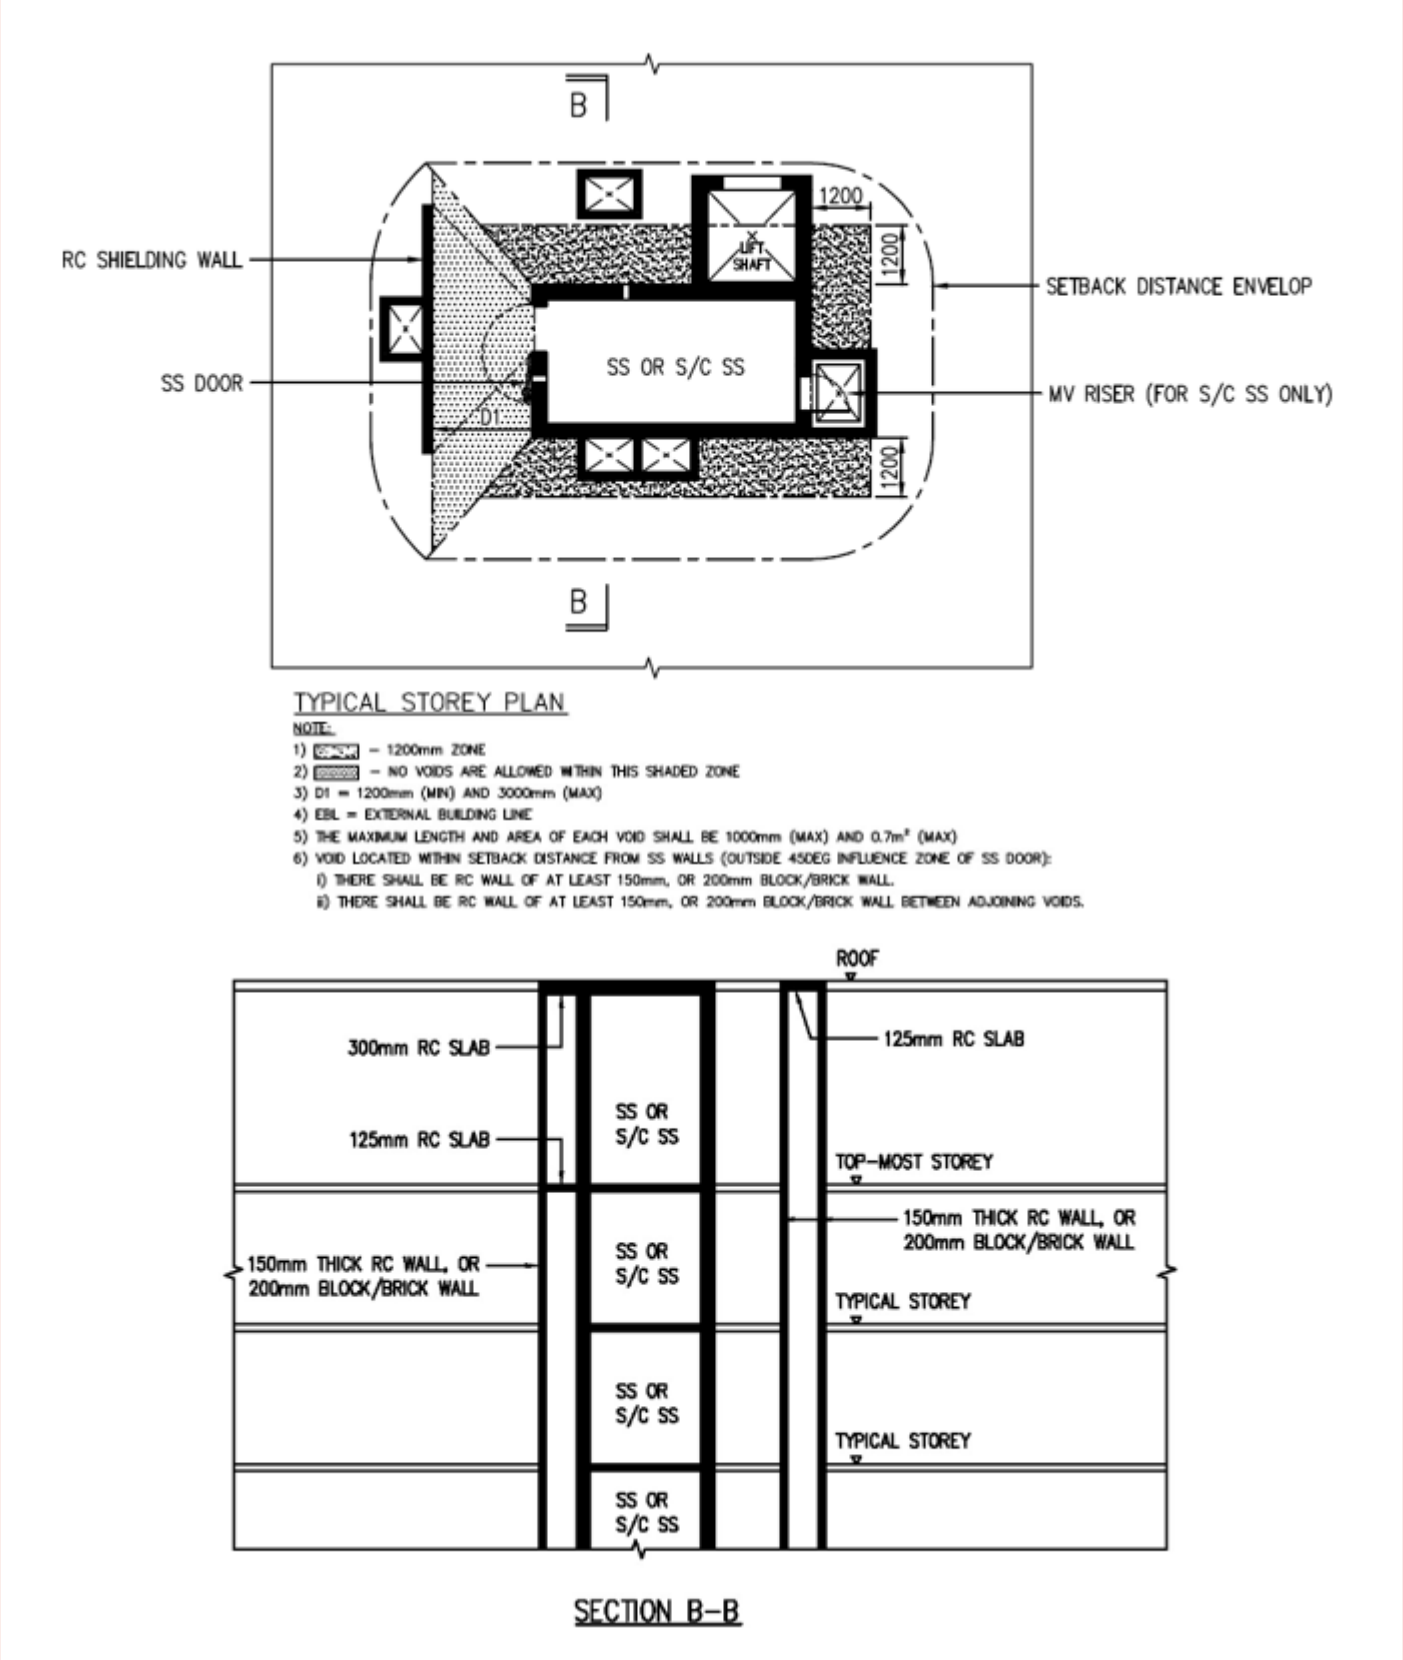 B
1200
LIFT
SHAFT
1200
RC SHIELDING WALL
SETBACK DISTANCE ENVELOP
SS OR S/C SS
SS DOOR
MV RISER (FOR S/C SS ONLY)
D1
1200
B
TYPICAL STOREY PLAN
NOTE:
1) - 1200mm ZONE
2) - NO VOIDS ARE ALLOWED WITHIN THIS SHADED ZONE
3) D1 = 1200mm (MIN) AND 3000mm (MAX)
4) EBL = EXTERNAL BUILDING LINE
5) THE MAXIMUM LENGTH AND AREA OF EACH VOID SHALL BE 1000mm (MAX) AND 0.7m² (MAX)
6) VOID LOCATED WITHIN SETBACK DISTANCE FROM SS WALLS (OUTSIDE 45DEG INFLUENCE ZONE OF SS DOOR):
i) THERE SHALL BE RC WALL OF AT LEAST 150mm, OR 200mm BLOCK/BRICK WALL.
ii) THERE SHALL BE RC WALL OF AT LEAST 150mm, OR 200mm BLOCK/BRICK WALL BETWEEN ADJOINING VOIDS.
ROOF
300mm RC SLAB
125mm RC SLAB
SS OR
S/C SS
125mm RC SLAB
TOP-MOST STOREY
150mm THICK RC WALL, OR
200mm BLOCK/BRICK WALL
SS OR
S/C SS
150mm THICK RC WALL, OR
200mm BLOCK/BRICK WALL
TYPICAL STOREY
SS OR
S/C SS
TYPICAL STOREY
SS OR
S/C SS
SECTION B-B